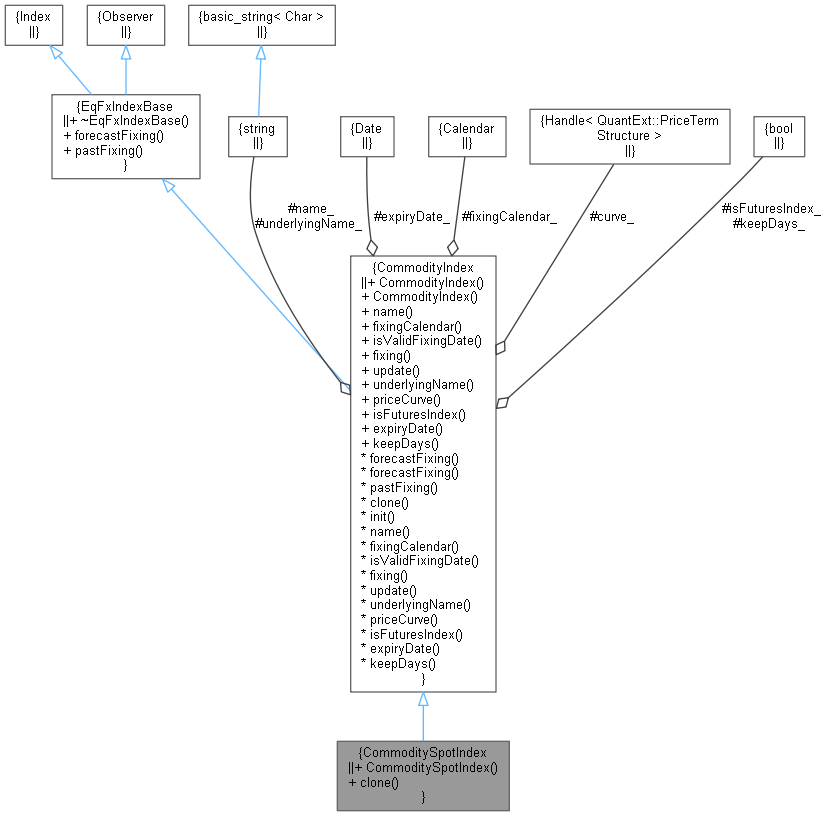 {Index
||}
{Observer
||}
{basic_string< Char >
||}
{EqFxIndexBase
||+ ~EqFxIndexBase()
+ forecastFixing()
+ pastFixing()
}
{string
||}
{Date
||}
{Calendar
||}
{Handle< QuantExt::PriceTerm
Structure >
||}
{bool
||}
#name_
#underlyingName_
#expiryDate_
#fixingCalendar_
#curve_
#isFuturesIndex_
#keepDays_
{CommodityIndex
||+ CommodityIndex()
+ CommodityIndex()
+ name()
+ fixingCalendar()
+ isValidFixingDate()
+ fixing()
+ update()
+ underlyingName()
+ priceCurve()
+ isFuturesIndex()
+ expiryDate()
+ keepDays()
* forecastFixing()
* forecastFixing()
* pastFixing()
* clone()
* init()
* name()
* fixingCalendar()
* isValidFixingDate()
* fixing()
* update()
* underlyingName()
* priceCurve()
* isFuturesIndex()
* expiryDate()
* keepDays()
}
{CommoditySpotIndex
||+ CommoditySpotIndex()
+ clone()
}